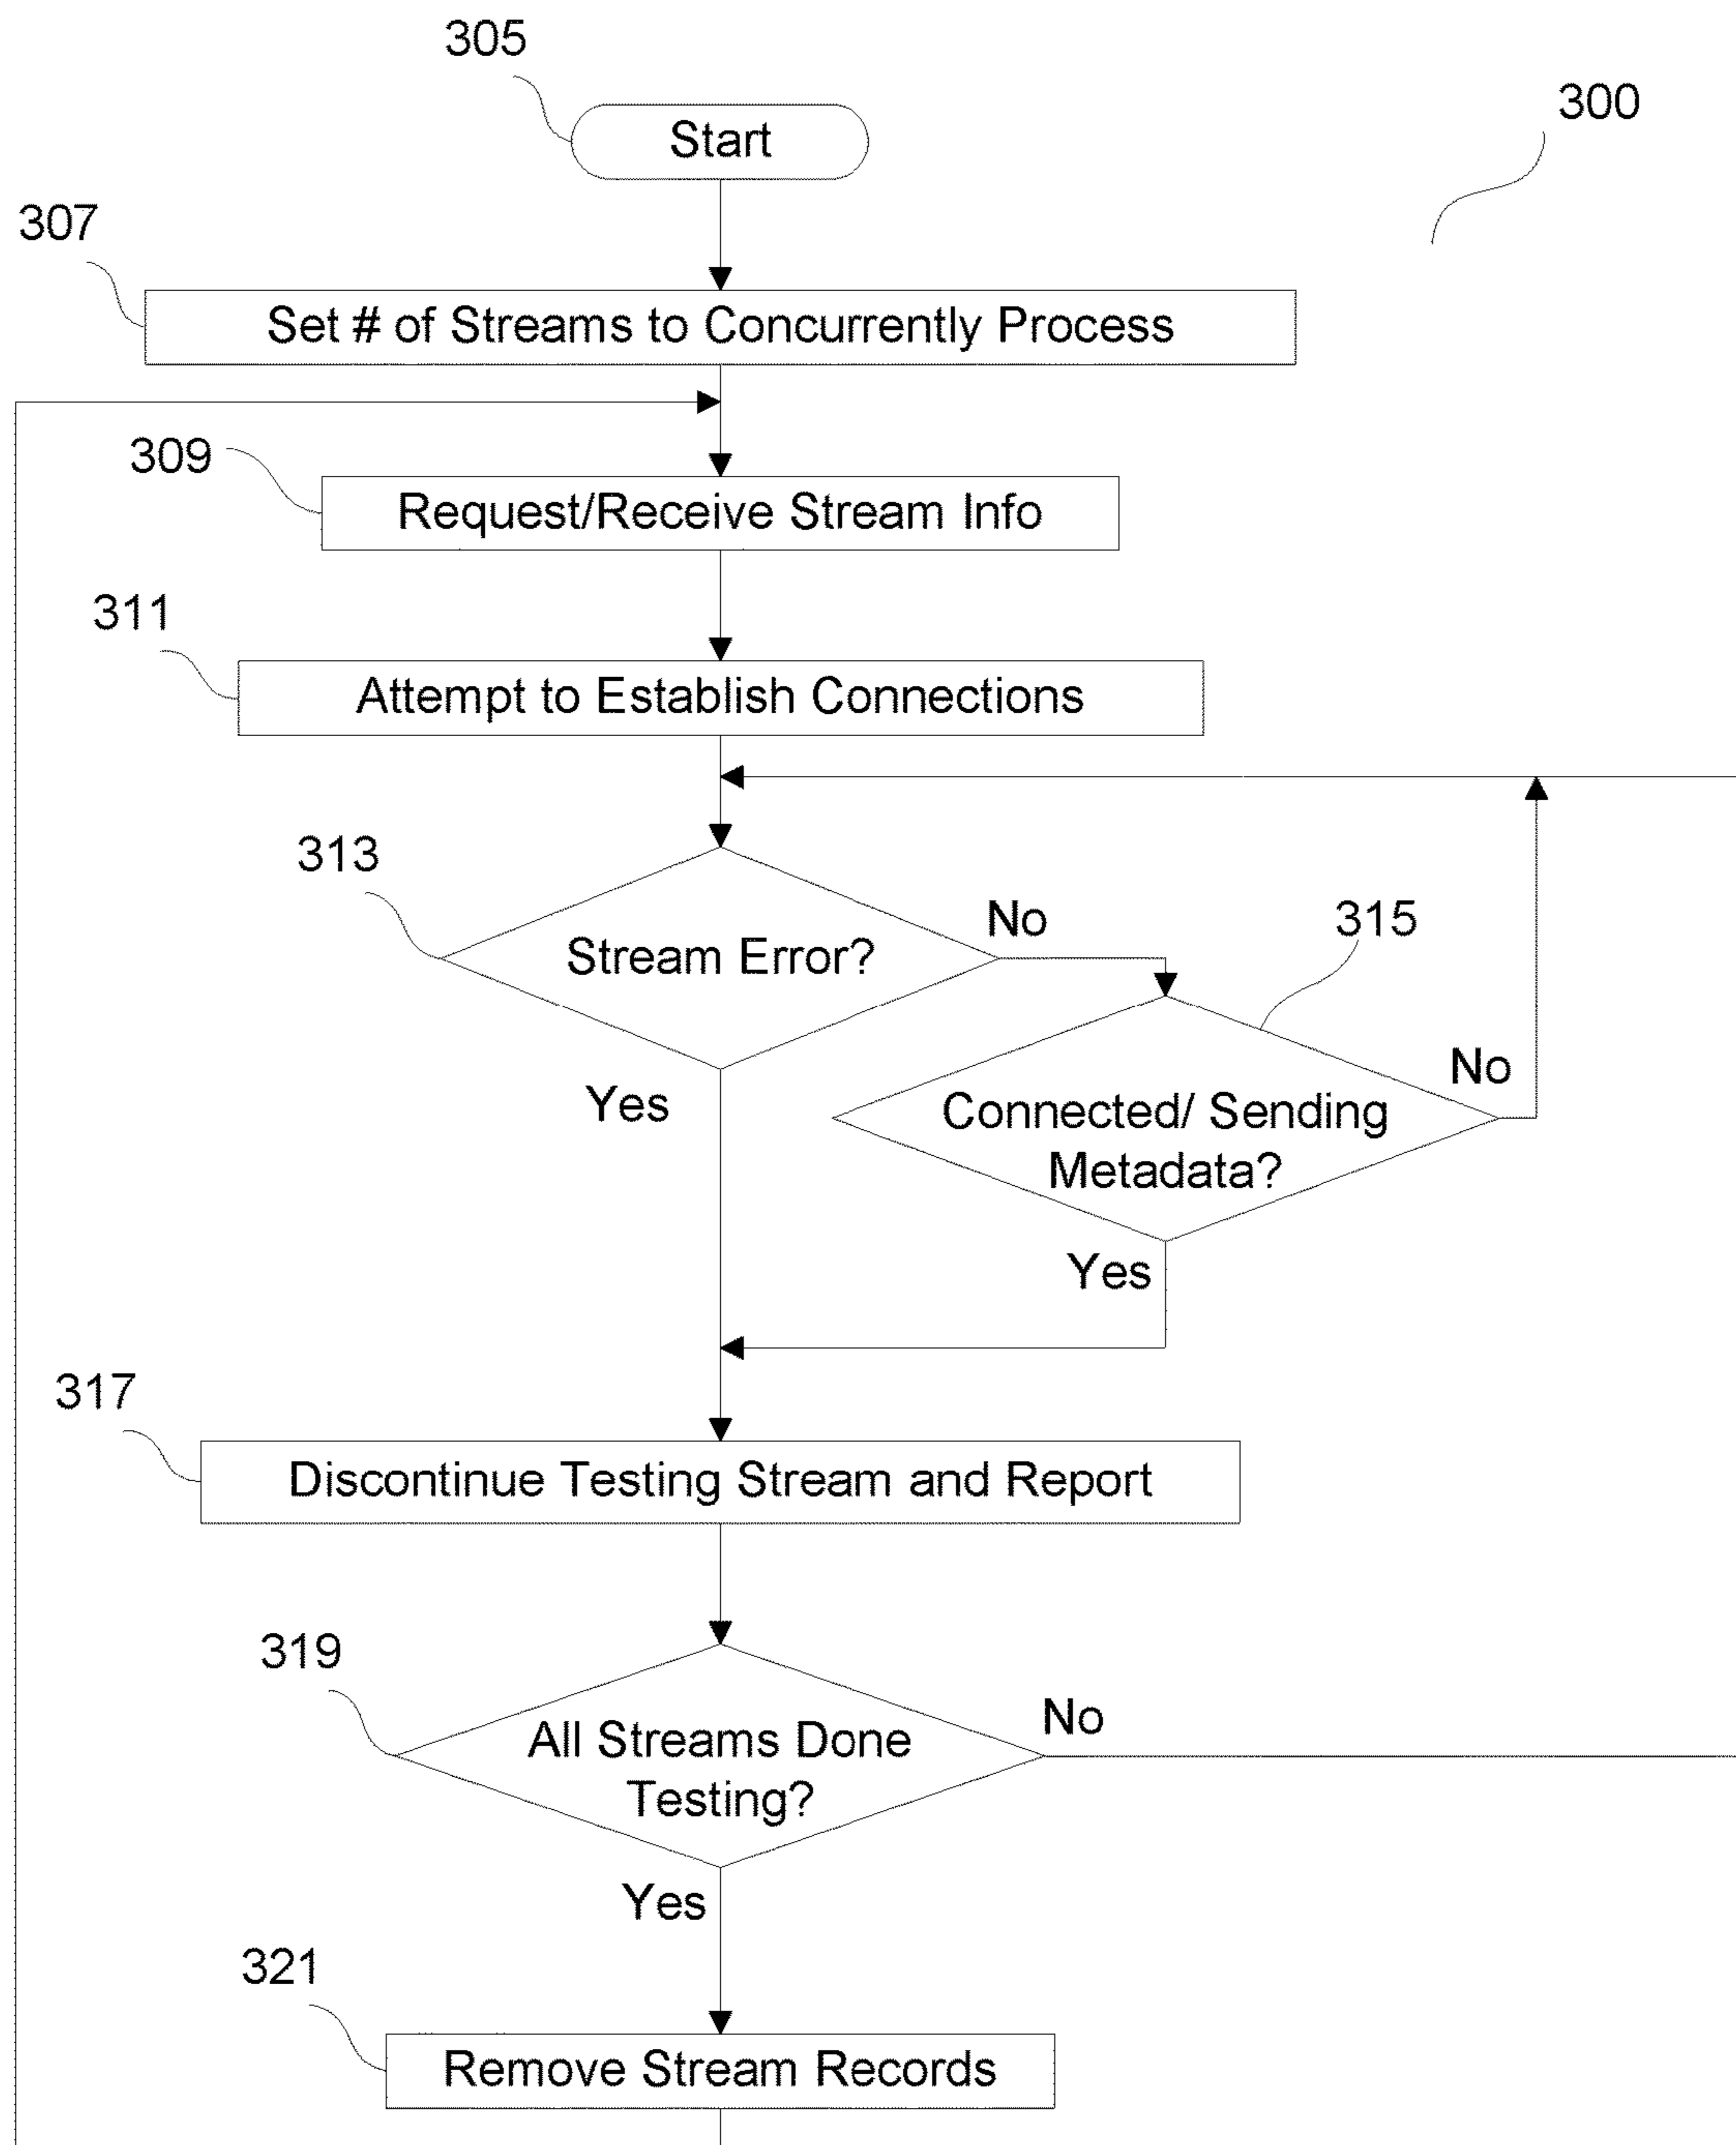 305
300
Start
307
Set # of Streams to Concurrently Process
309
Request/Receive Stream Info
311
Attempt to Establish Connections
313
Stream Error?
No
315
Connected/ Sending
Metadata?
No
Yes
Yes
317
Discontinue Testing Stream and Report
319
All Streams Done
Testing?
No
Yes
321
Remove Stream Records